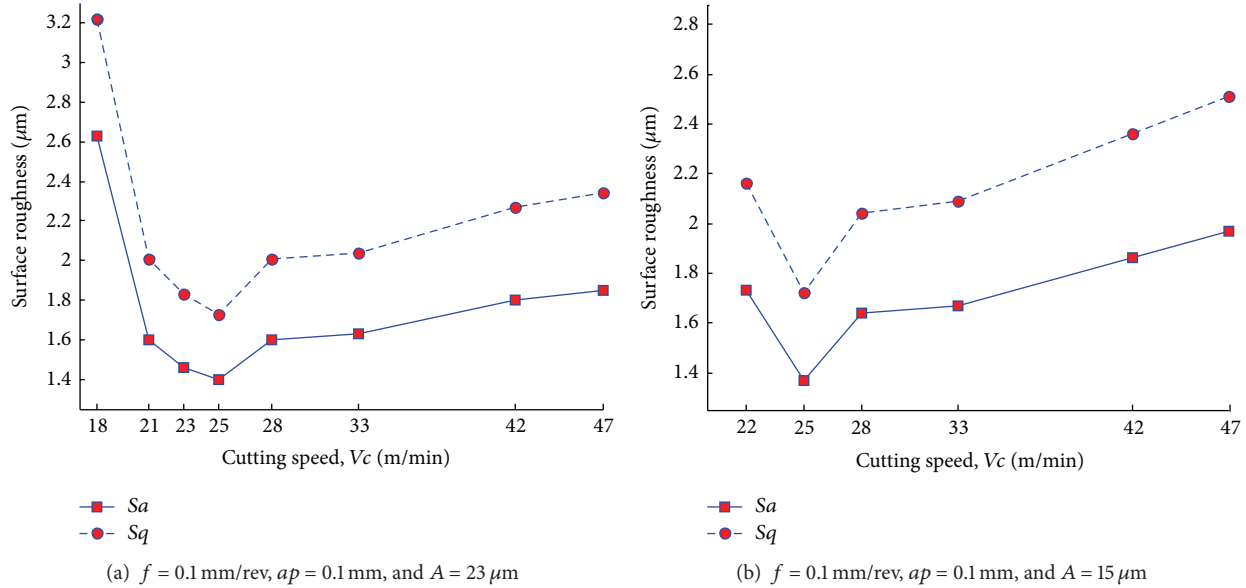 3.2
3
2.6
2.4
2.2
2
1.8
1.6
1.4
Surface roughness (μm)
18 21 23 25 28 33 42 47
Cutting speed, Vc (m/min)
Sa
Sq
(a) f = 0.1 mm/rev, ap = 0.1 mm, and A = 23 μm
2.8
2.6
2.4
2.2
2
1.8
1.6
1.4
Surface roughness (μm)
22 25 28 33 42 47
Cutting speed, Vc (m/min)
Sa
Sq
(b) f = 0.1 mm/rev, ap = 0.1 mm, and A = 15 μm